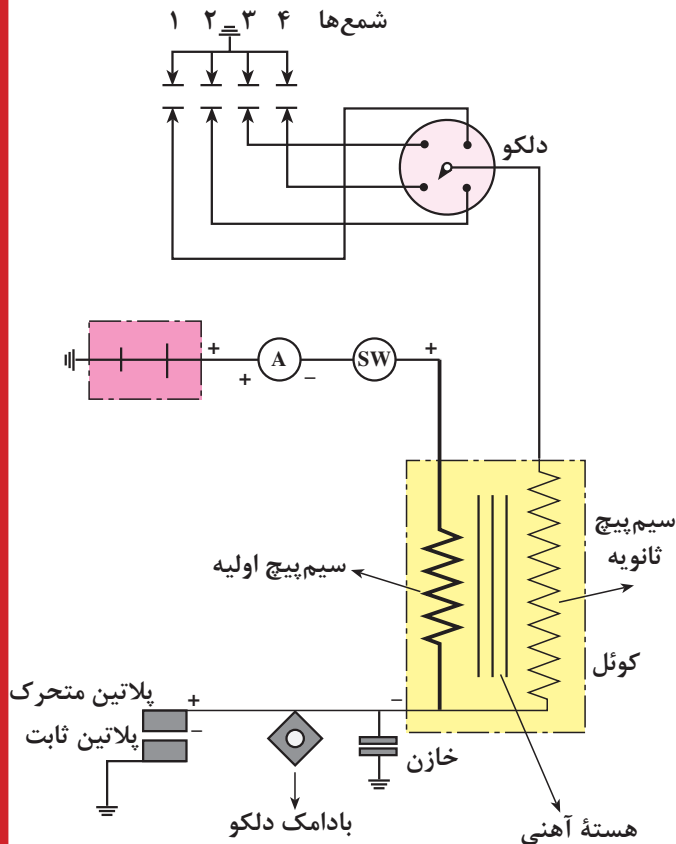 شمع‌ها ۴ ۳ ۲ ۱
دلکو
+ + A − SW +
سیم‌پیچ
ثانویه
سیم‌پیچ اولیه
کوئل
پلاتین متحرک + −
پلاتین ثابت −
خازن
بادامک دلکو
هستۀ آهنی